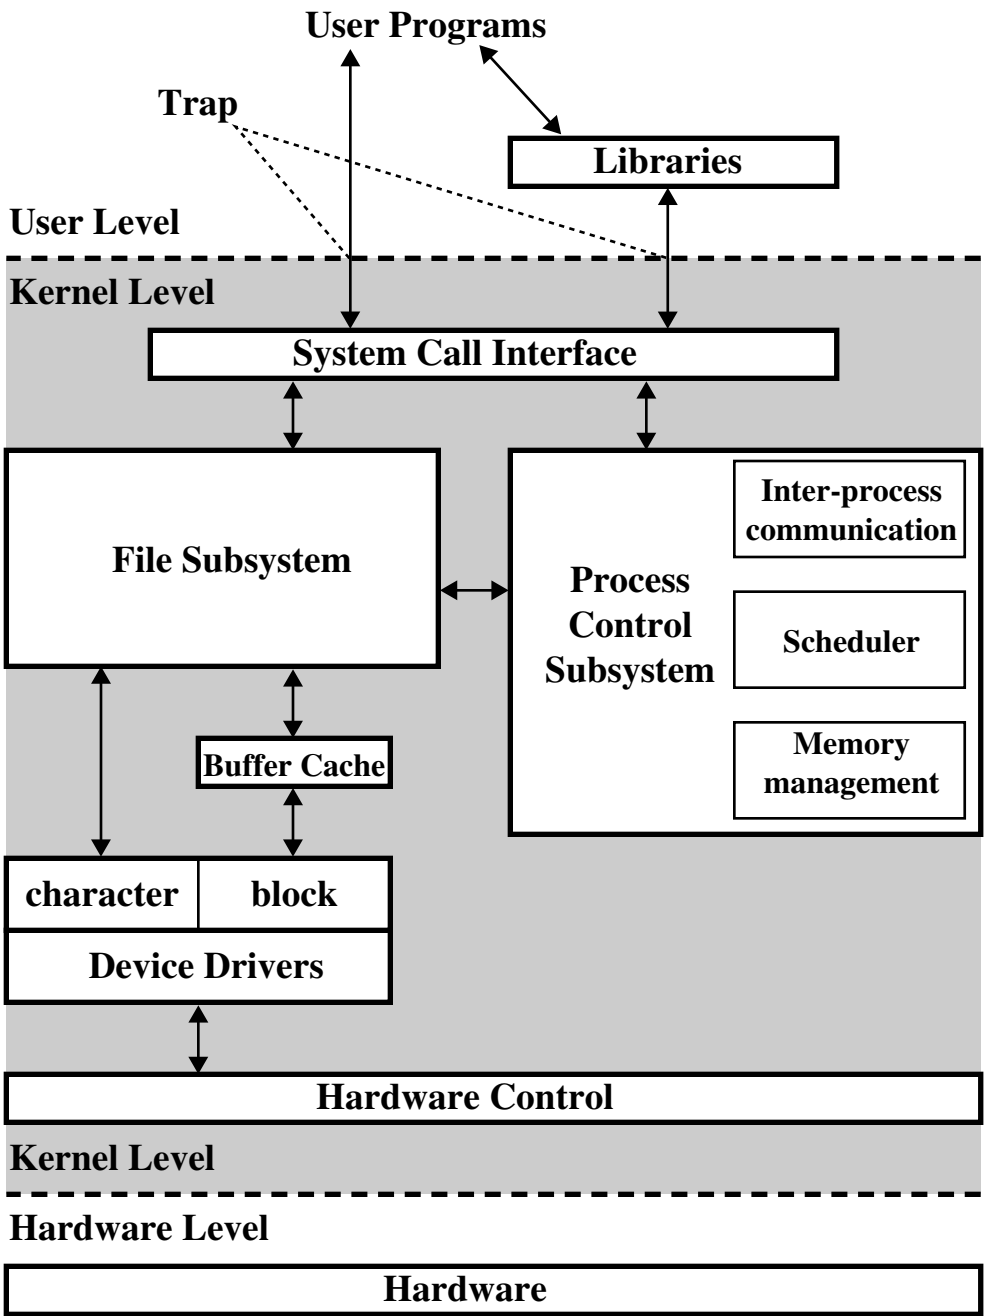 User Programs
Trap
Libraries
User Level
Kernel Level
System Call Interface
File Subsystem
Process
Control
Subsystem
Inter-process
communication
Scheduler
Memory
management
Buffer Cache
character
block
Device Drivers
Hardware Control
Kernel Level
Hardware Level
Hardware